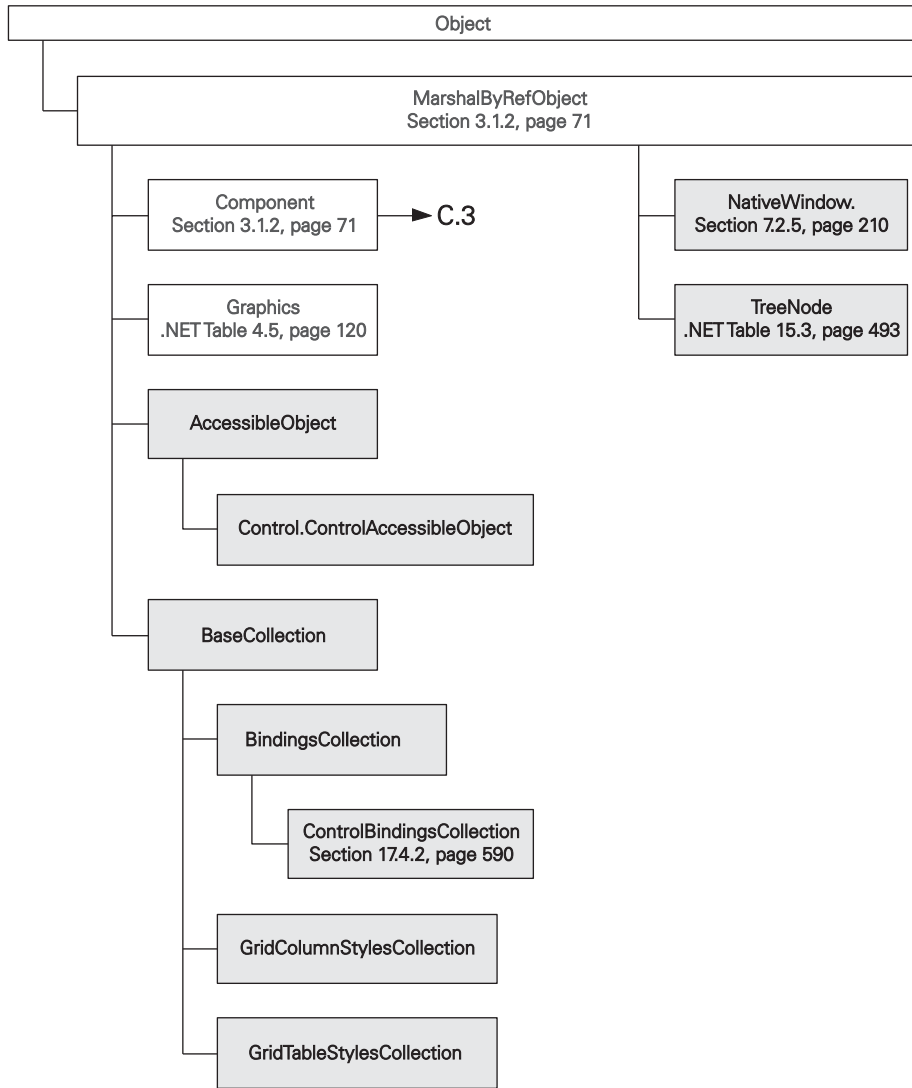 Object
MarshalByRefObject
Section 3.1.2, page 71
Component
Section 3.1.2, page 71
C.3
NativeWindow.
Section 7.2.5, page 210
Graphics
.NET Table 4.5, page 120
TreeNode
.NET Table 15.3, page 493
AccessibleObject
Control.ControlAccessibleObject
BaseCollection
BindingsCollection
ControlBindingsCollection
Section 17.4.2, page 590
GridColumnStylesCollection
GridTableStylesCollection